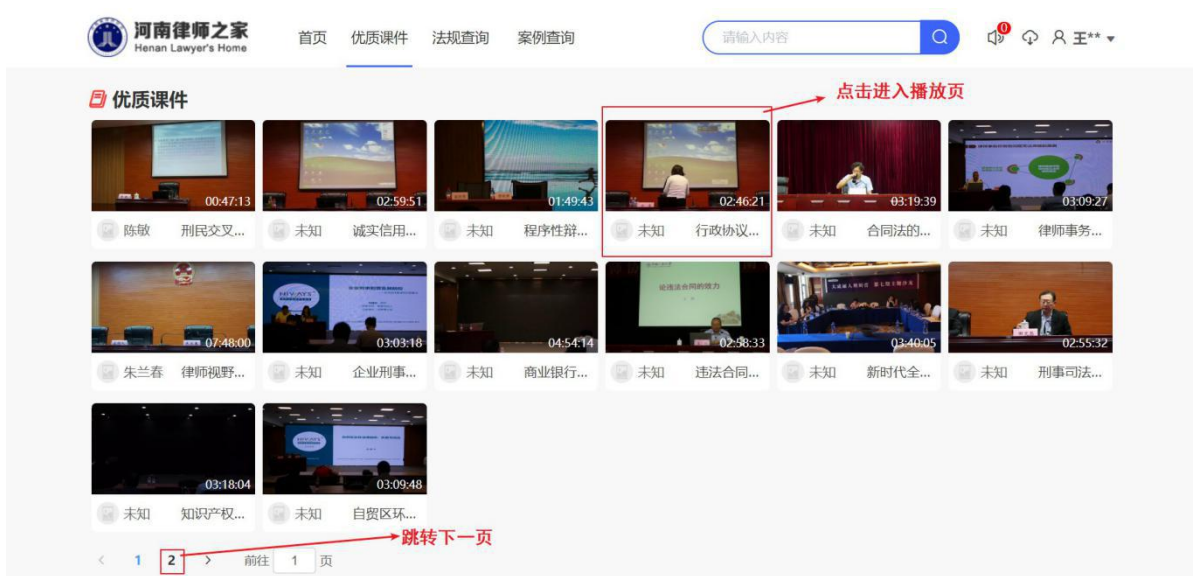 河南律师之家
Henan Lawyer's Home
首页 优质课件 法规查询 案例查询
请输入内容
0
王**
优质课件
点击进入播放页
00:47:13 02:59:51 01:49:43 02:46:21 03:19:39 03:09:27
陈敏 刑民交叉... 未知 诚实信用... 未知 程序性辩... 未知 行政协议... 未知 合同法的... 未知 律师事务...
处违法合同的效力
07:48:00 03:03:18 04:54:14 02:58:33 03:40:05 02:55:32
朱兰春 律师视野... 未知 企业刑事... 未知 商业银行... 未知 违法合同... 未知 新时代全... 未知 刑事司法...
03:18:04 03:09:48
未知 知识产权... 未知 自贸区环...
跳转下一页
< 1 2 > 前往 1 页